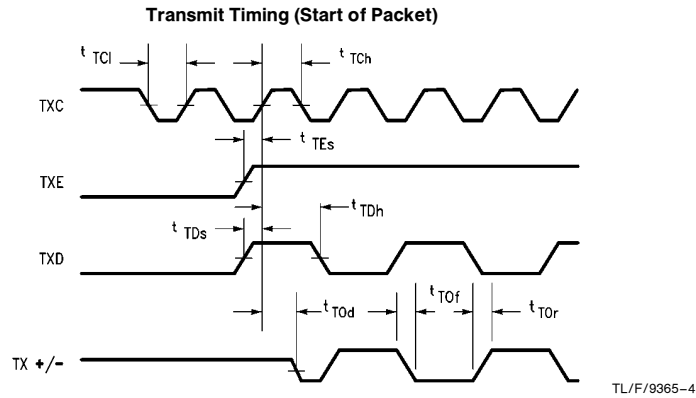 Transmit Timing (Start of Packet)
t TCl
t TCh
TXC
t TEs
TXE
t TDh
t TDs
TXD
t TOd
t TOf
t TOr
TX +/-
TL/F/9365–4